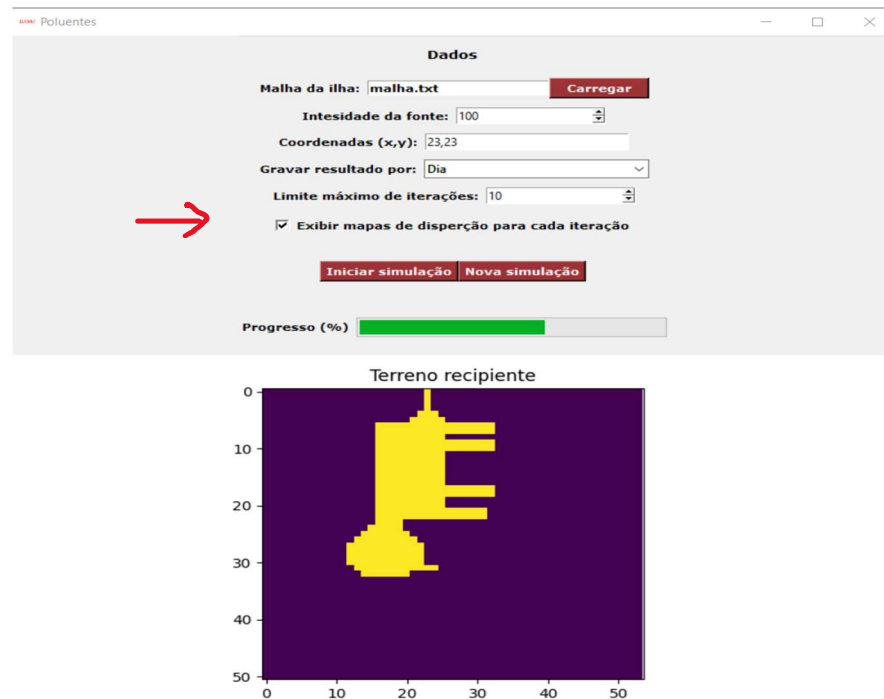 Poluentes
Dados
Malha da ilha: malha.txt Carregar
Intesidade da fonte: 100
Coordenadas (x,y): 23,23
Gravar resultado por: Dia
Limite máximo de iterações: 10
Exibir mapas de disperção para cada iteração
Iniciar simulação Nova simulação
Progresso (%)
Terreno recipiente
0
10
20
30
40
50
0 10 20 30 40 50